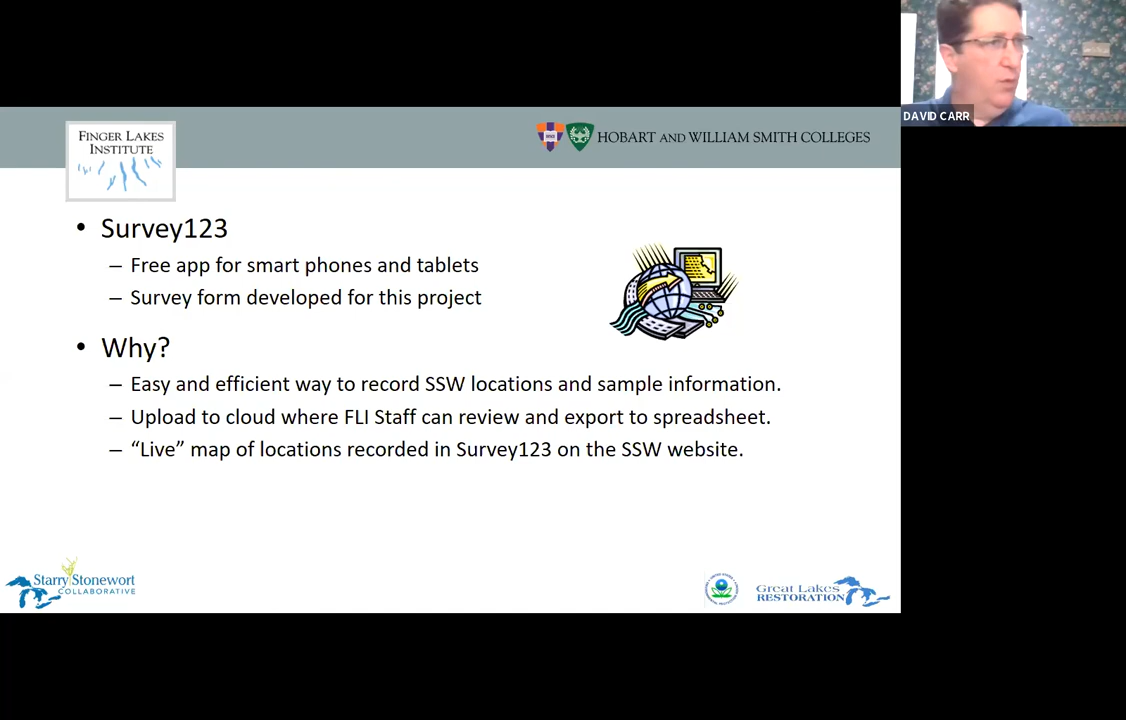 DAVID CARR
FINGER LAKES
INSTITUTE
HOBART AND WILLIAM SMITH COLLEGES
• Survey123
– Free app for smart phones and tablets
– Survey form developed for this project
• Why?
– Easy and efficient way to record SSW locations and sample information.
– Upload to cloud where FLI Staff can review and export to spreadsheet.
– “Live” map of locations recorded in Survey123 on the SSW website.
Starry Stonewort
COLLABORATIVE
Great Lakes
RESTORATION